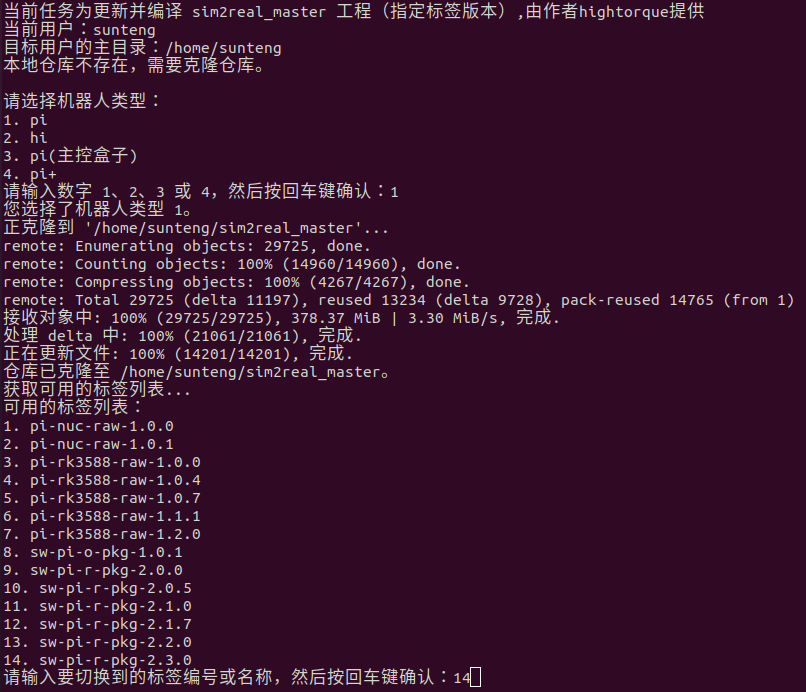 当前任务为更新并编译 sim2real_master 工程（指定标签版本）,由作者hightorque提供
当前用户：sunteng
目标用户的主目录：/home/sunteng
本地仓库不存在，需要克隆仓库。
请选择机器人类型：
1. pi
2. hi
3. pi(主控盒子)
4. pi+
请输入数字 1、2、3 或 4，然后按回车键确认：1
您选择了机器人类型 1。
正克隆到 '/home/sunteng/sim2real_master'...
remote: Enumerating objects: 29725, done.
remote: Counting objects: 100% (14960/14960), done.
remote: Compressing objects: 100% (4267/4267), done.
remote: Total 29725 (delta 11197), reused 13234 (delta 9728), pack-reused 14765 (from 1)
接收对象中: 100% (29725/29725), 378.37 MiB | 3.30 MiB/s, 完成.
处理 delta 中: 100% (21061/21061), 完成.
正在更新文件: 100% (14201/14201), 完成.
仓库已克隆至 /home/sunteng/sim2real_master。
获取可用的标签列表...
可用的标签列表：
1. pi-nuc-raw-1.0.0
2. pi-nuc-raw-1.0.1
3. pi-rk3588-raw-1.0.0
4. pi-rk3588-raw-1.0.4
5. pi-rk3588-raw-1.0.7
6. pi-rk3588-raw-1.1.1
7. pi-rk3588-raw-1.2.0
8. sw-pi-o-pkg-1.0.1
9. sw-pi-r-pkg-2.0.0
10. sw-pi-r-pkg-2.0.5
11. sw-pi-r-pkg-2.1.0
12. sw-pi-r-pkg-2.1.7
13. sw-pi-r-pkg-2.2.0
14. sw-pi-r-pkg-2.3.0
请输入要切换到的标签编号或名称，然后按回车键确认：14